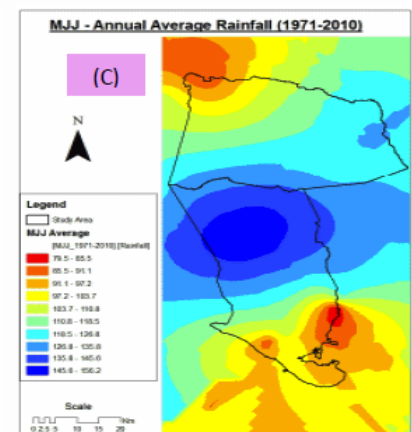 MJJ - Annual Average Rainfall (1971-2010)
(C)
N
Legend
Study Area
MJJ Average
[MJJ_1971-2010].[Rainfall]
79.5 - 85.5
85.5 - 91.1
91.1 - 97.2
97.2 - 103.7
103.7 - 110.8
110.8 - 118.5
118.5 - 126.8
126.8 - 135.8
135.8 - 145.6
145.6 - 156.2
Scale
0 2.5 5 10 15 20